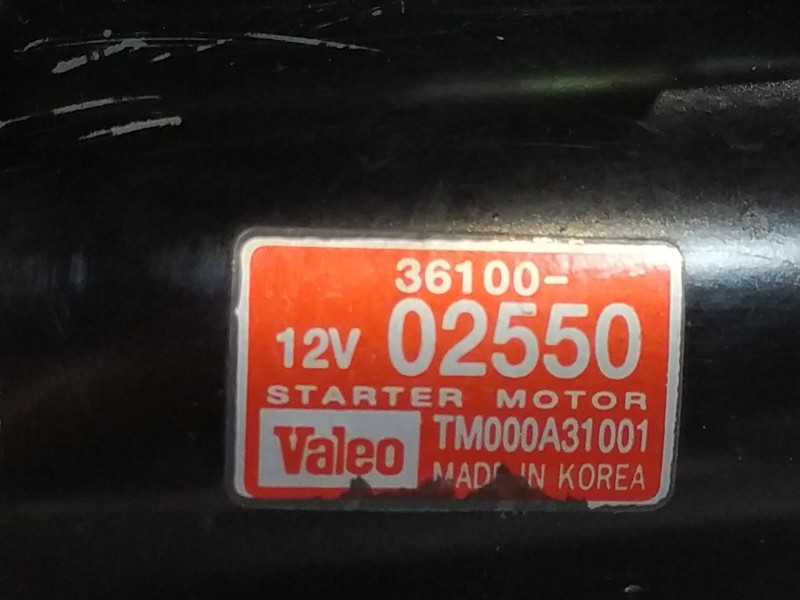 36100-
12V 02550
STARTER MOTOR
Valeo TM000A31001
MADE IN KOREA